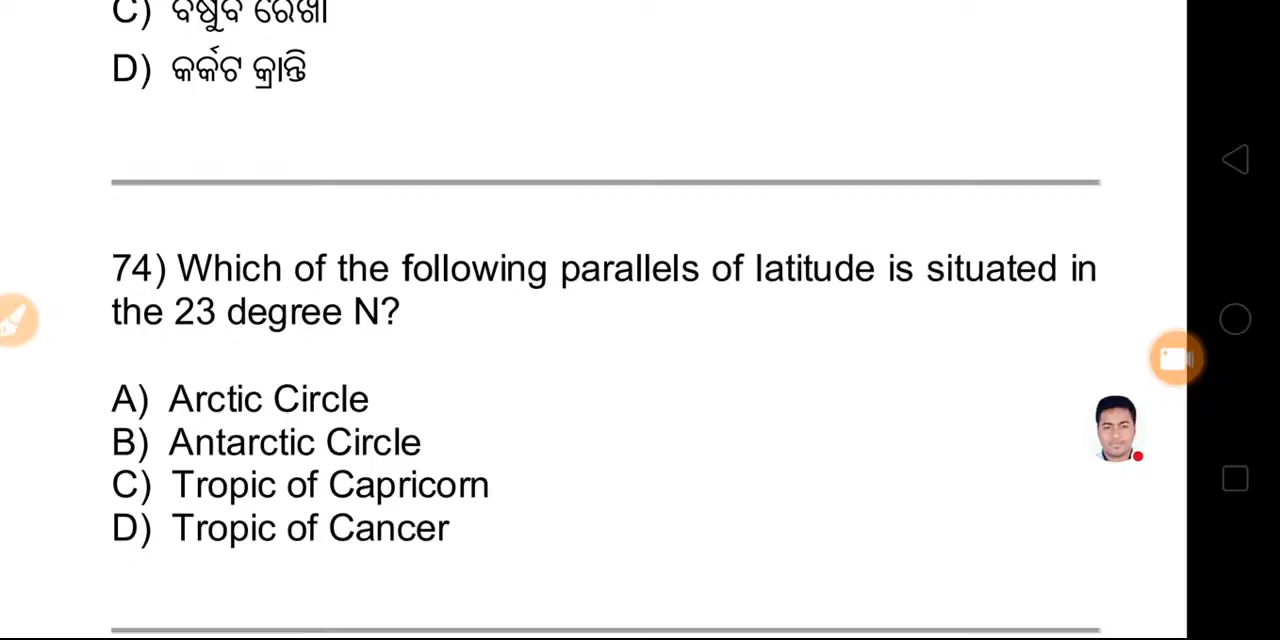 C) ବିଷୁବ ରେଖା
D) କର୍କଟ କ୍ରାନ୍ତି
74) Which of the following parallels of latitude is situated in
the 23 degree N?
A) Arctic Circle
B) Antarctic Circle
C) Tropic of Capricorn
D) Tropic of Cancer